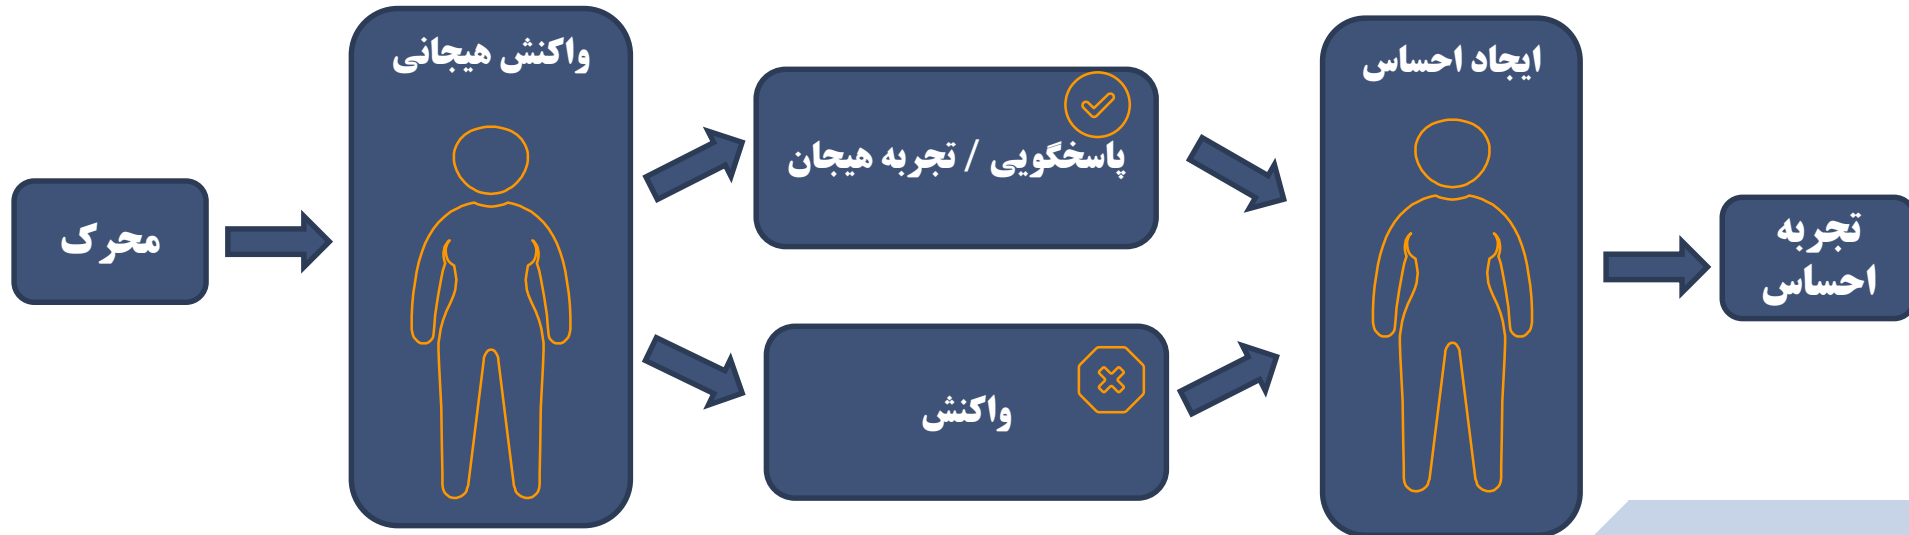 محرک
واکنش هیجانی
پاسخگویی / تجربه هیجان
واکنش
ایجاد احساس
تجربه
احساس